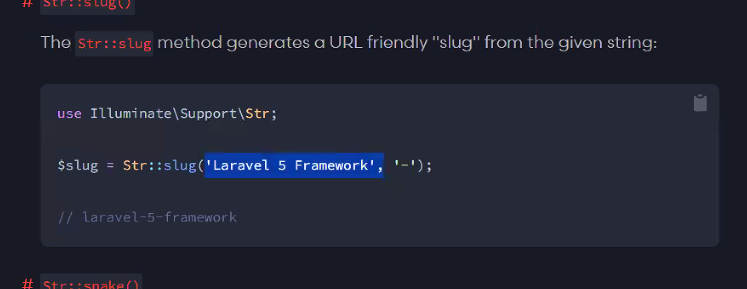 # Str::slug()
The Str::slug method generates a URL friendly "slug" from the given string:
use Illuminate\Support\Str;
$slug = Str::slug('Laravel 5 Framework', '-');
// laravel-5-framework
# Str::snake()